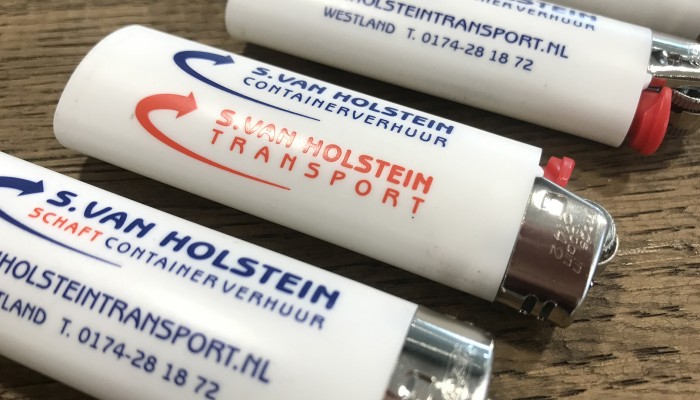 CONTAINERVERHUUR
HOLSTEINTRANSPORT.NL
WESTLAND T. 0174-28 18 72
S.VAN HOLSTEIN
CONTAINERVERHUUR
S.VAN HOLSTEIN
TRANSPORT
S.VAN HOLSTEIN
SCHAFT CONTAINERVERHUUR
HOLSTEINTRANSPORT.NL
T. 0174-28 18 72